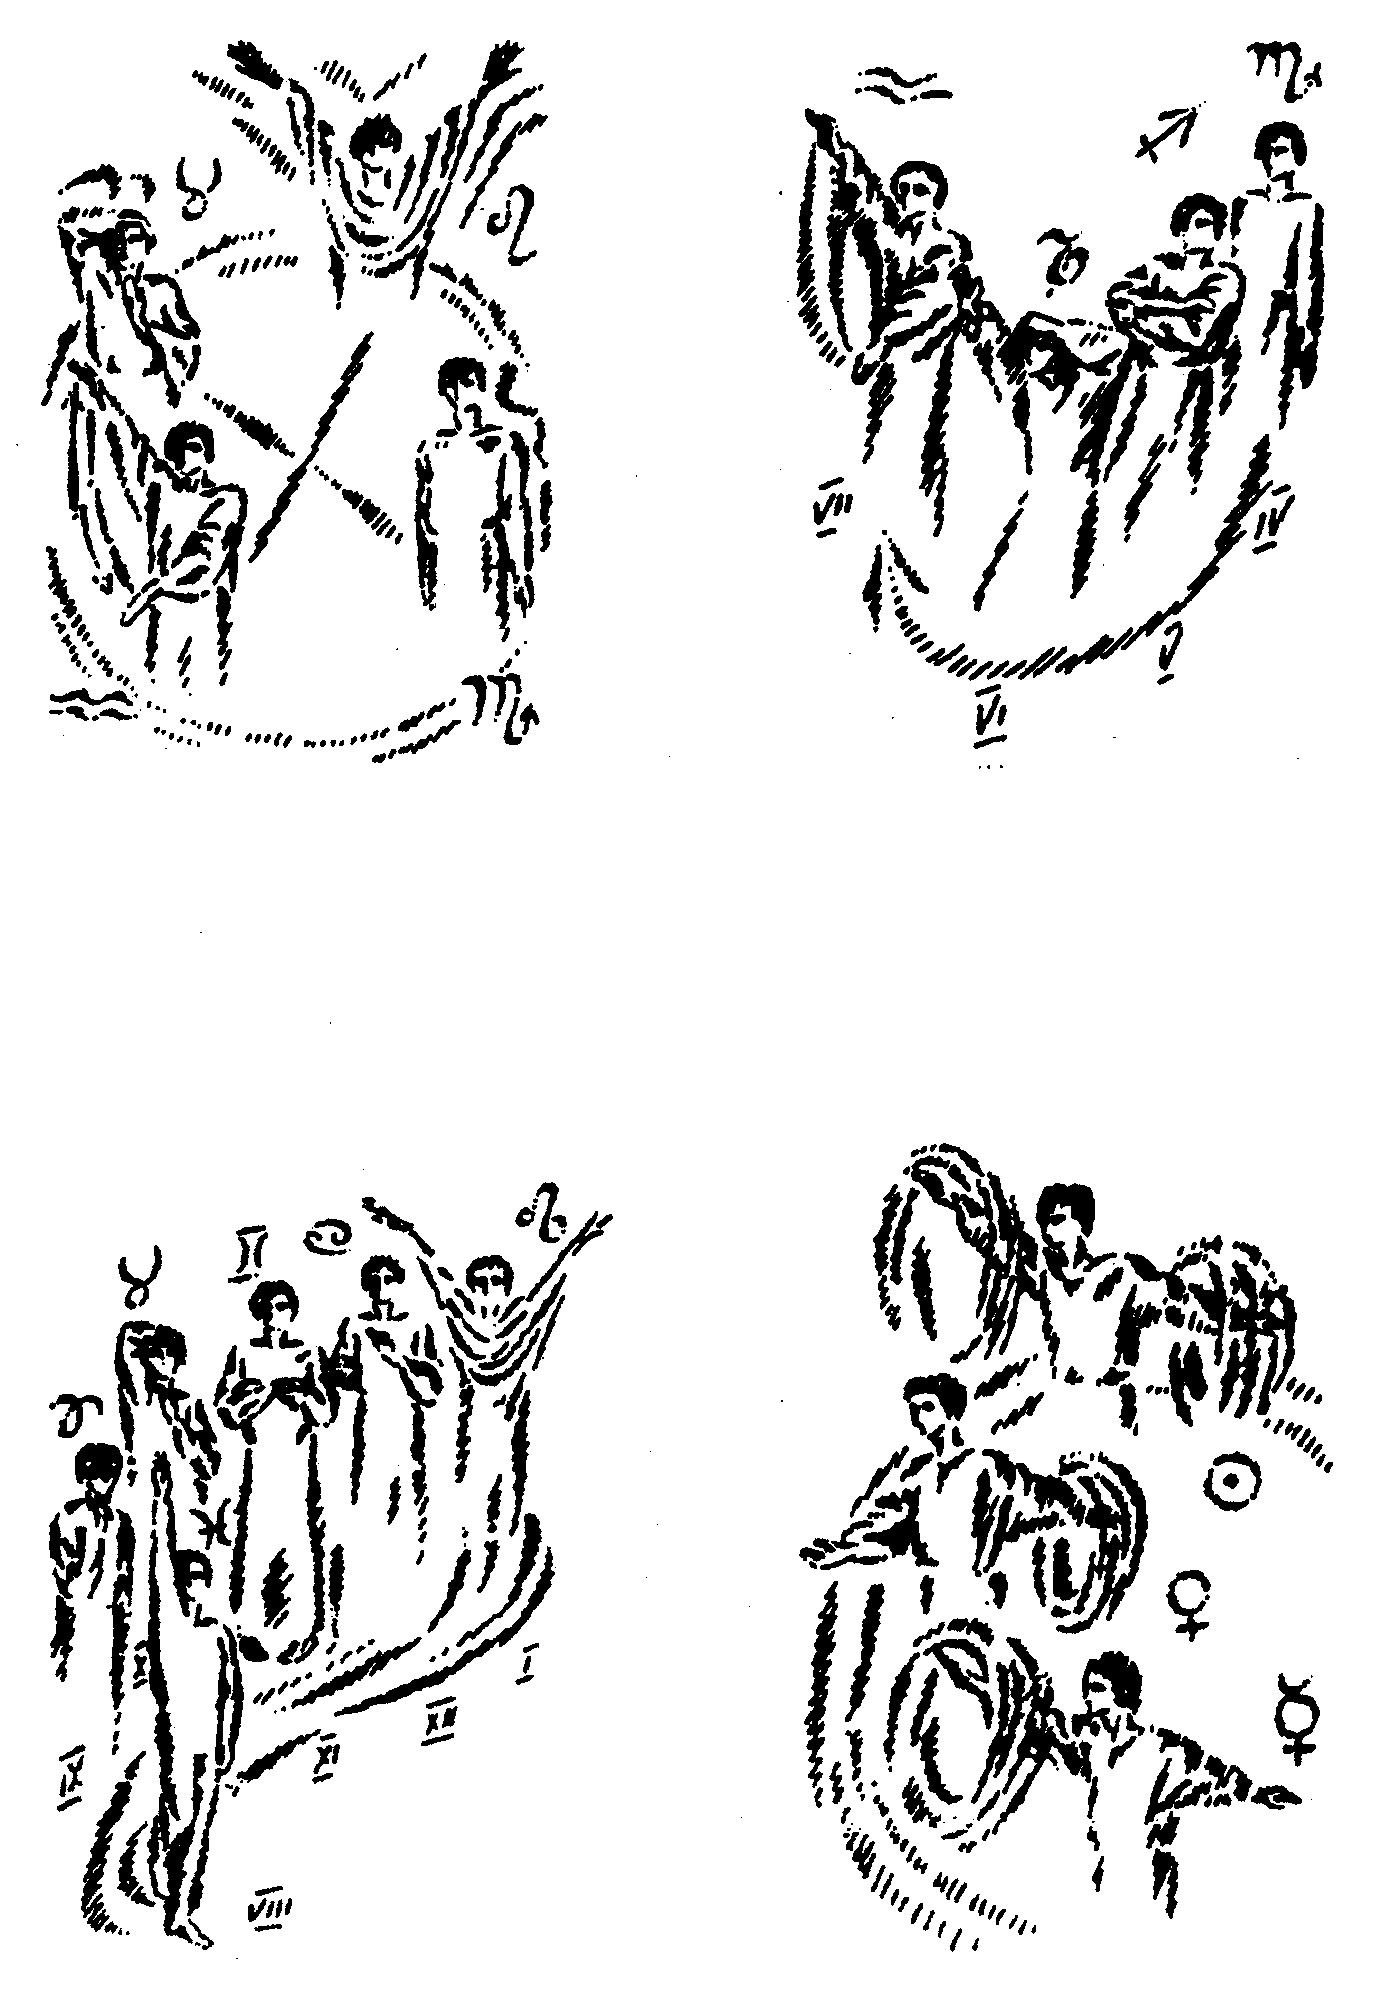 ♉
♌
♒
♏
♒
♏
♐
♑
VII
IV
V
VI
♌
♊
♋
♉
♈
X
I
IX
XI
XII
VIII
☉
♀
☿